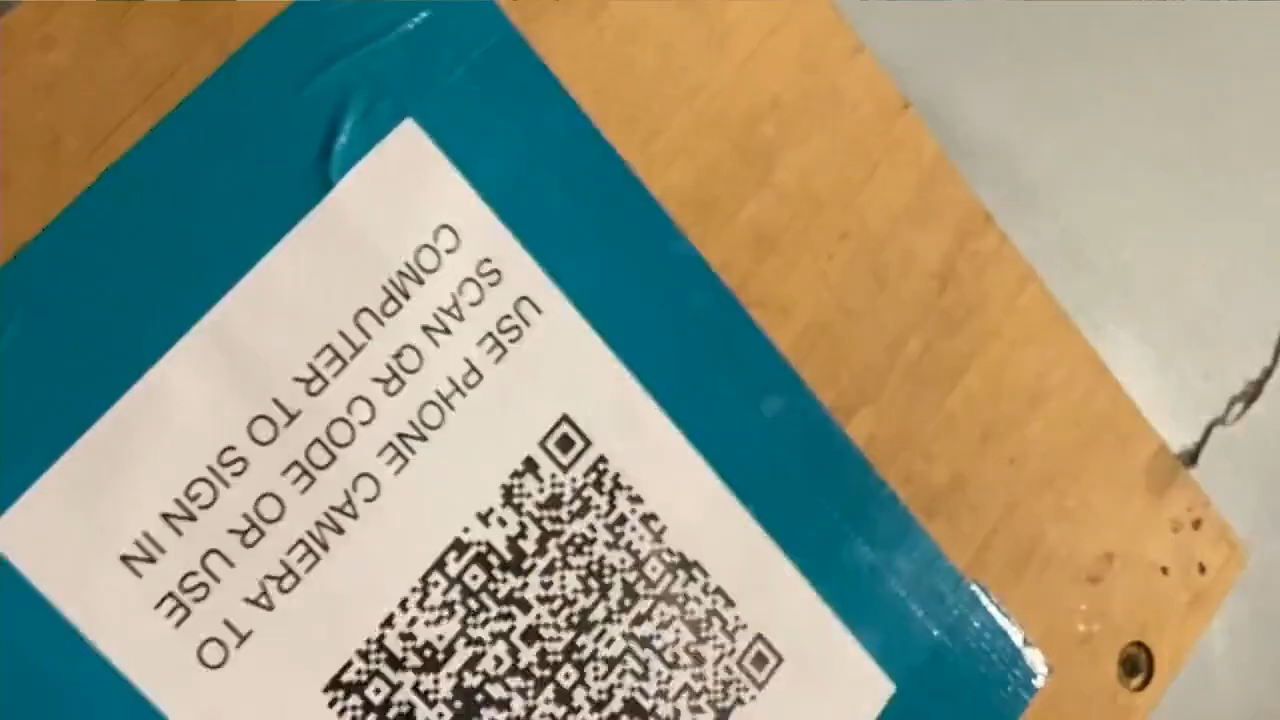 USE PHONE CAMERA TO
SCAN QR CODE OR USE
COMPUTER TO SIGN IN